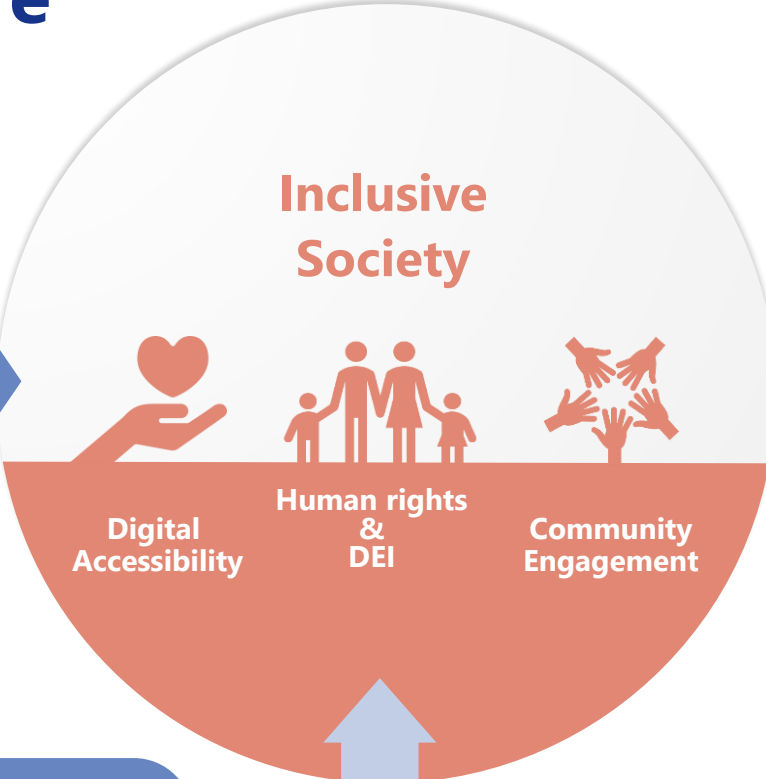 e
Inclusive
Society
Digital
Accessibility
Human rights
&
DEI
Community
Engagement